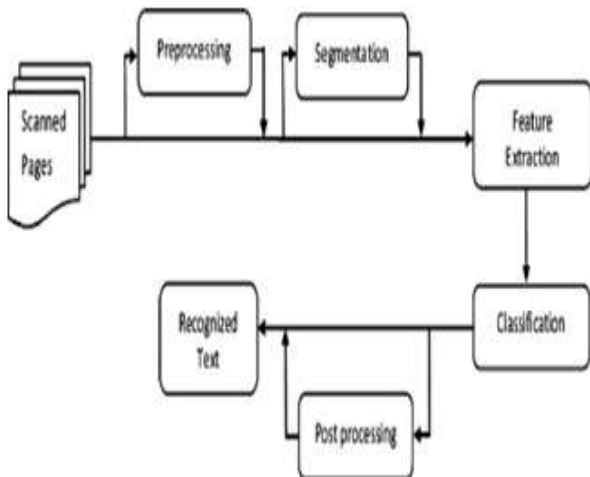 Preprocessing
Segmentation
Scanned
Pages
Feature
Extraction
Classification
Recognized
Text
Post processing